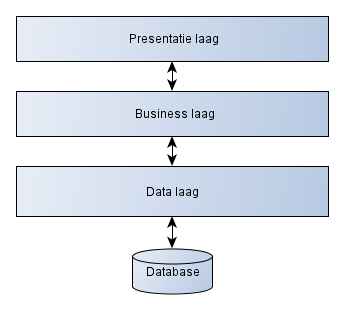 Presentatie laag
Business laag
Data laag
Database